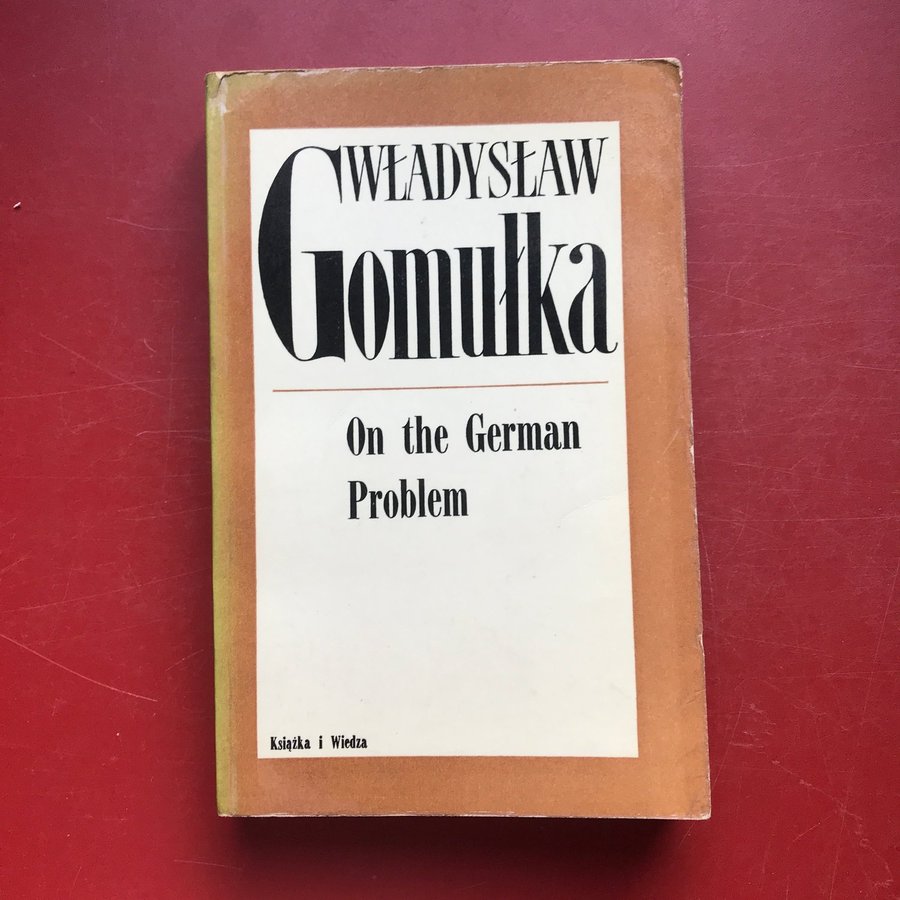 WŁADYSŁAW
Gomułka
On the German
Problem
Książka i Wiedza